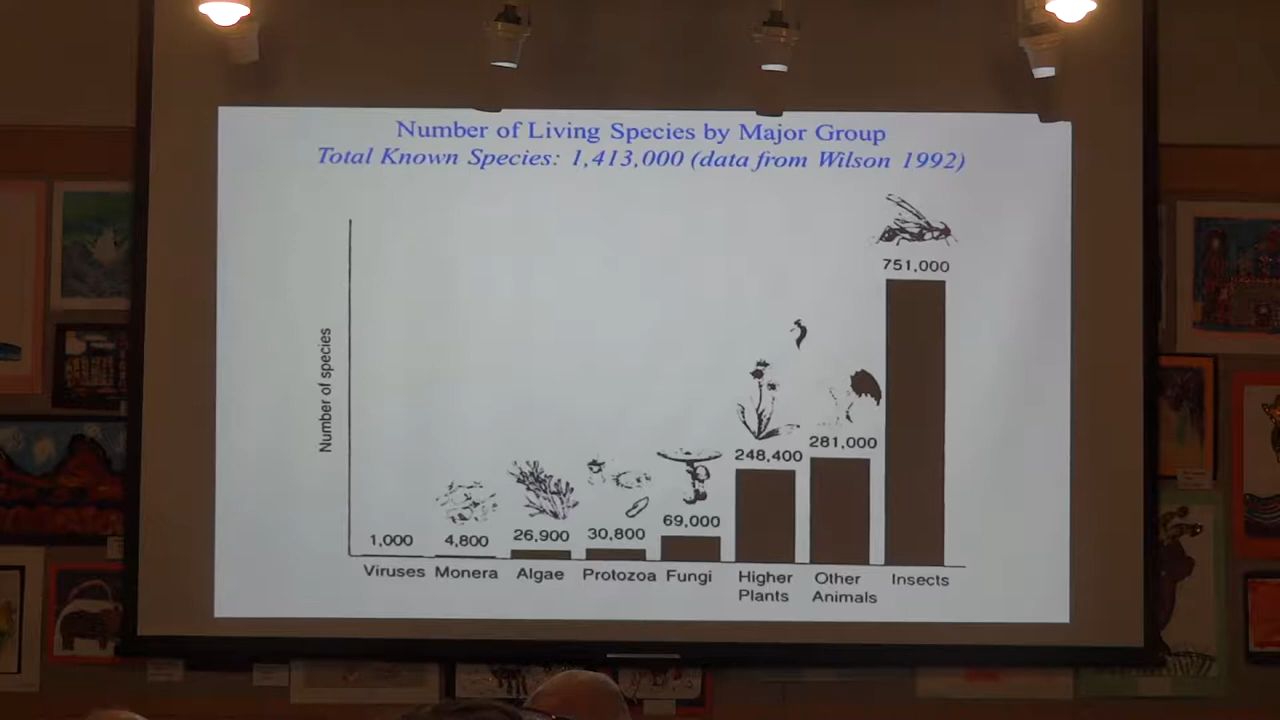 Number of Living Species by Major Group
Total Known Species: 1,413,000 (data from Wilson 1992)
Number of species
1,000
4,800
26,900
30,800
69,000
248,400
281,000
751,000
Viruses
Monera
Algae
Protozoa
Fungi
Higher
Plants
Other
Animals
Insects